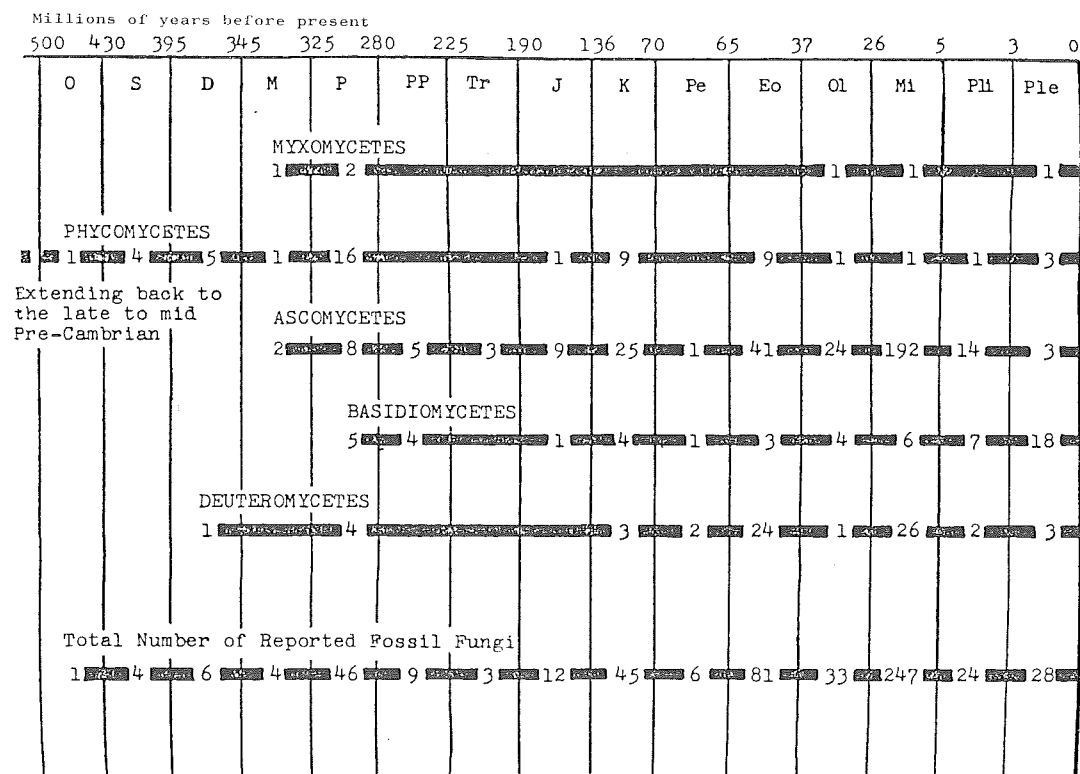 Millions of years before present
500 430 395 345 325 280 225 190 136 70 65 37 26 5 3 0
O S D M P PP Tr J K Pe Eo Ol Mi Pli Ple
MYXOMYCETES
1 2 1 1 1
PHYCOMYCETES
1 4 5 1 16 1 9 9 1 1 1 3
Extending back to
the late to mid
Pre-Cambrian
ASCOMYCETES
2 8 5 3 9 25 1 41 24 192 14 3
BASIDIOMYCETES
5 4 1 4 1 3 4 6 7 18
DEUTEROMYCETES
1 4 3 2 24 1 26 2 3
Total Number of Reported Fossil Fungi
1 4 6 4 46 9 3 12 45 6 81 33 247 24 28